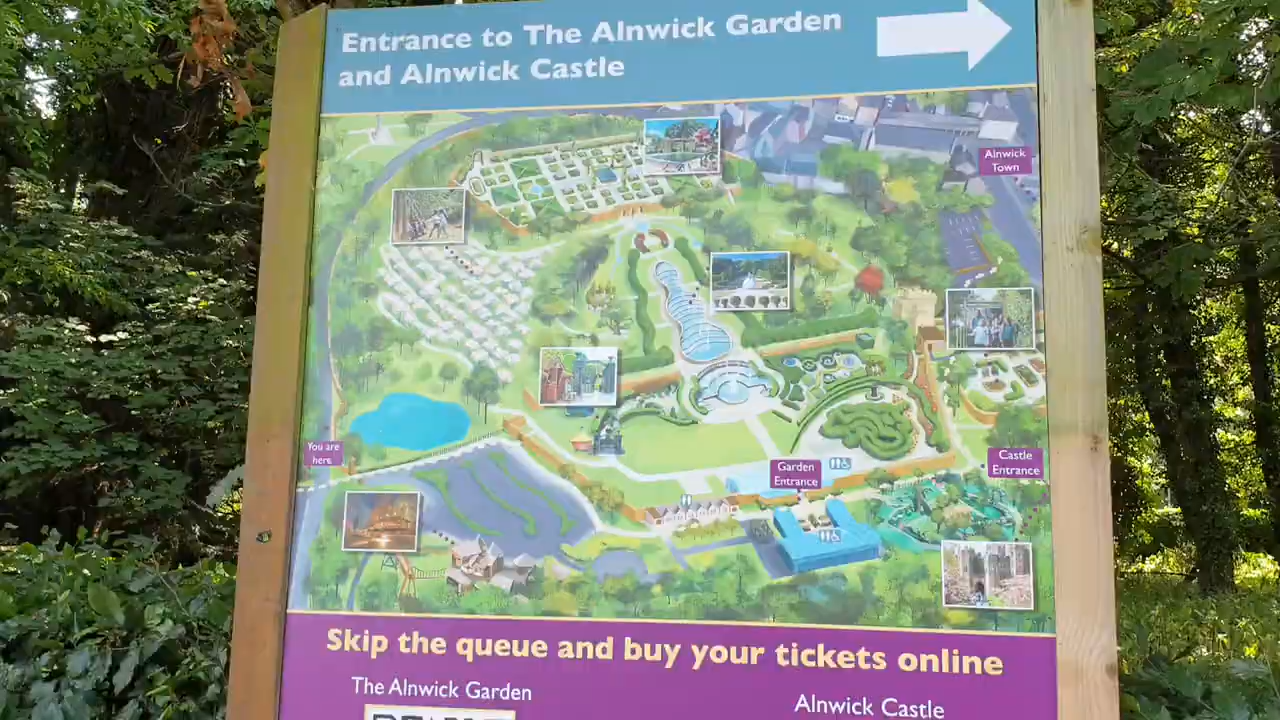 Entrance to The Alnwick Garden
and Alnwick Castle
Alnwick
Town
You are
here
Garden
Entrance
Castle
Entrance
Skip the queue and buy your tickets online
The Alnwick Garden
Alnwick Castle